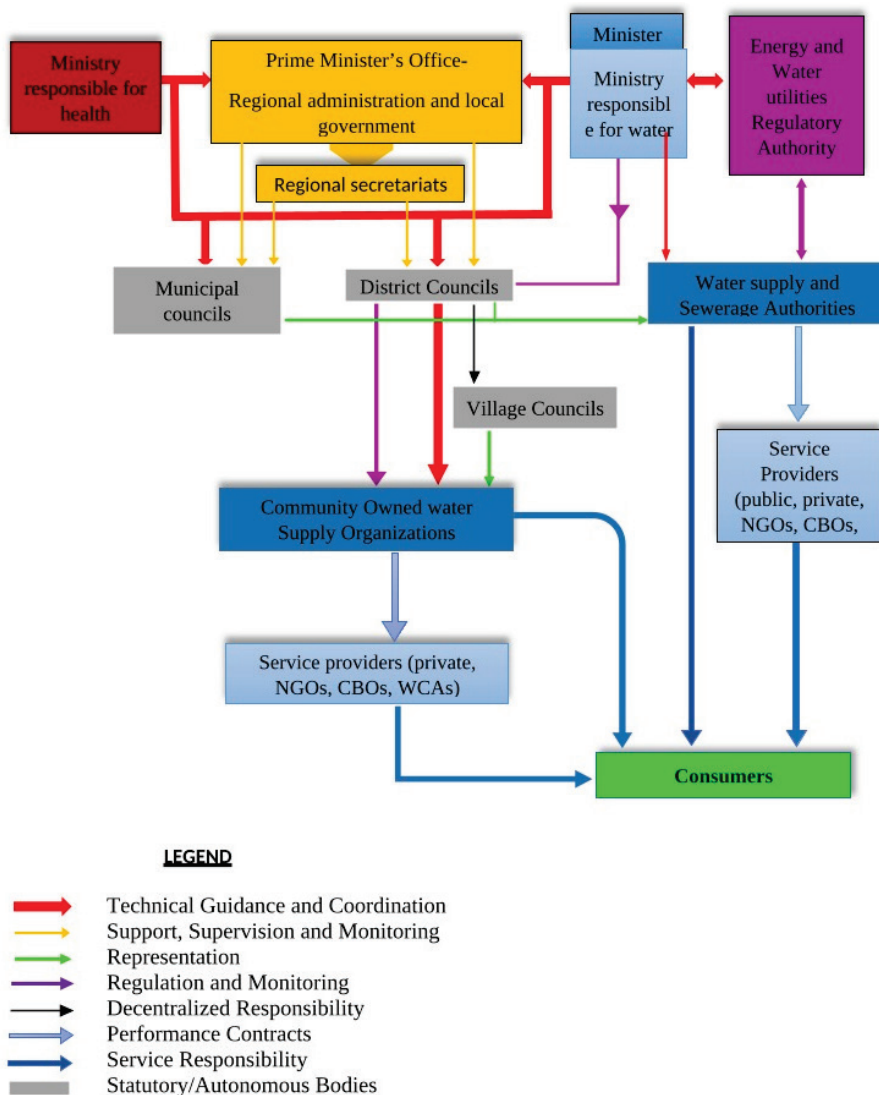 Ministry
responsible for
health
Prime Minister’s Office-
Regional administration and local
government
Regional secretariats
Minister
Ministry
responsibl
e for water
Energy and
Water
utilities
Regulatory
Authority
Municipal
councils
District Councils
Water supply and
Sewerage Authorities
Village Councils
Service
Providers
(public, private,
NGOs, CBOs,
Community Owned water
Supply Organizations
Service providers (private,
NGOs, CBOs, WCAs)
Consumers
LEGEND
Technical Guidance and Coordination
Support, Supervision and Monitoring
Representation
Regulation and Monitoring
Decentralized Responsibility
Performance Contracts
Service Responsibility
Statutory/Autonomous Bodies